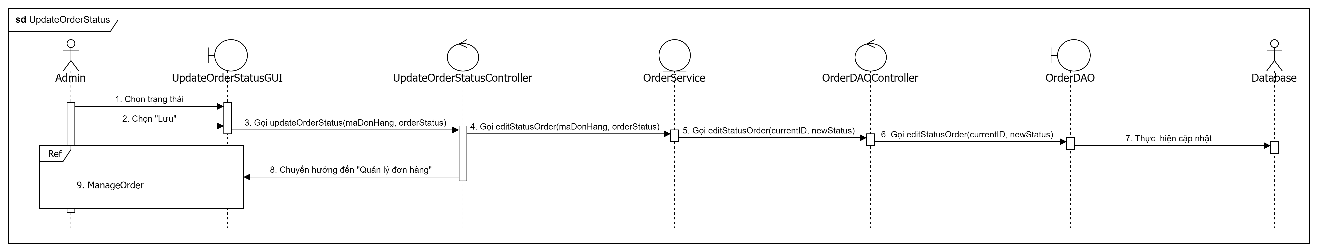 sd UpdateOrderStatus
Admin
UpdateOrderStatusGUI
UpdateOrderStatusController
OrderService
OrderDAOController
OrderDAO
Database
1. Chọn trạng thái
2. Chọn "Lưu"
3. Gọi updateOrderStatus(maDonHang, orderStatus)
4. Gọi editStatusOrder(maDonHang, orderStatus)
5. Gọi editStatusOrder(currentID, newStatus)
6. Gọi editStatusOrder(currentID, newStatus)
7. Thực hiện cập nhật
Ref
8. Chuyển hướng đến "Quản lý đơn hàng"
9. ManageOrder